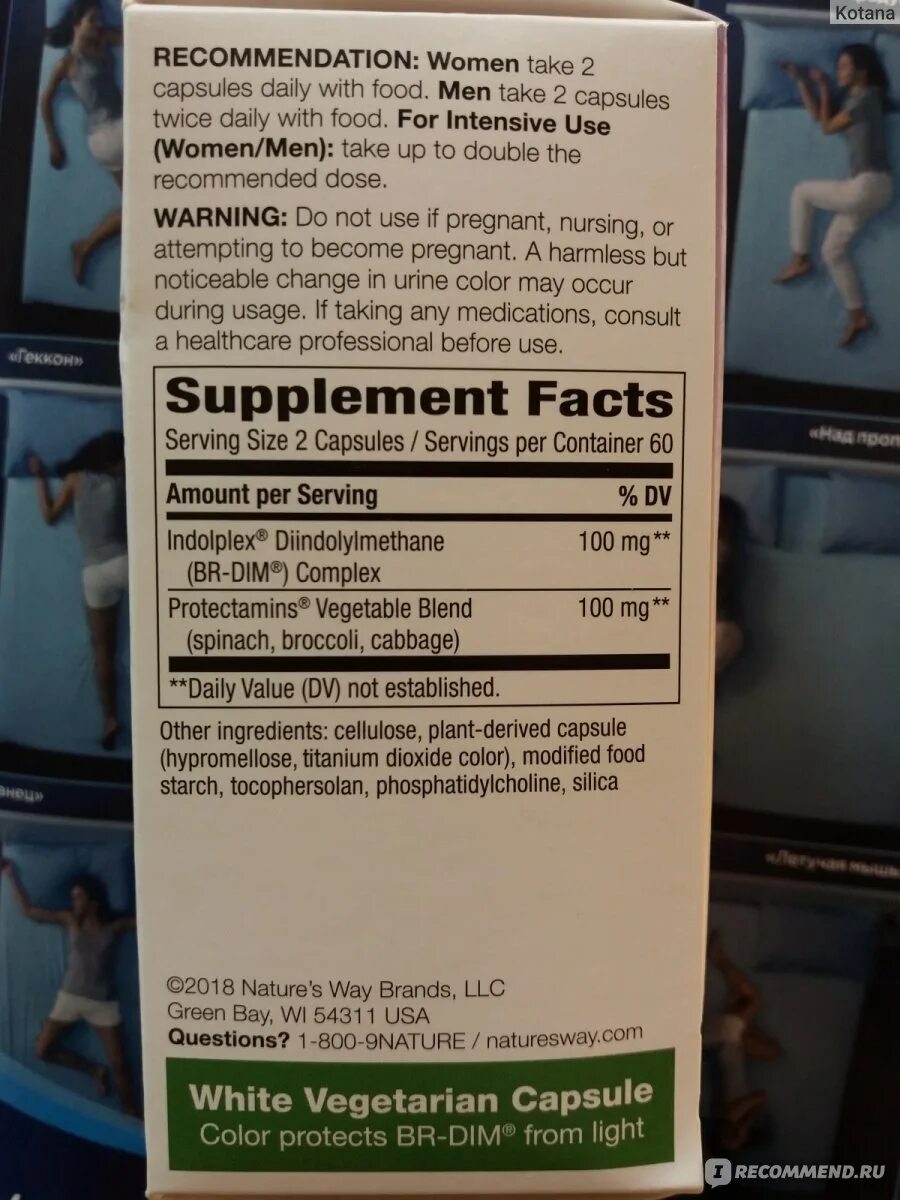 Kotana
RECOMMENDATION: Women take 2
capsules daily with food. Men take 2 capsules
twice daily with food. For Intensive Use
(Women/Men): take up to double the
recommended dose.
WARNING: Do not use if pregnant, nursing, or
attempting to become pregnant. A harmless but
noticeable change in urine color may occur
during usage. If taking any medications, consult
a healthcare professional before use.
«Геккон»
Supplement Facts
Serving Size 2 Capsules / Servings per Container 60
Amount per Serving % DV
Indolplex® Diindolylmethane 100 mg**
(BR-DIM®) Complex
Protectamins® Vegetable Blend 100 mg**
(spinach, broccoli, cabbage)
**Daily Value (DV) not established.
«Над
Other ingredients: cellulose, plant-derived capsule
(hypromellose, titanium dioxide color), modified food
starch, tocophersolan, phosphatidylcholine, silica
«Летучая
©2018 Nature's Way Brands, LLC
Green Bay, WI 54311 USA
Questions? 1-800-9NATURE / naturesway.com
White Vegetarian Capsule
Color protects BR-DIM® from light
IRECOMMEND.RU